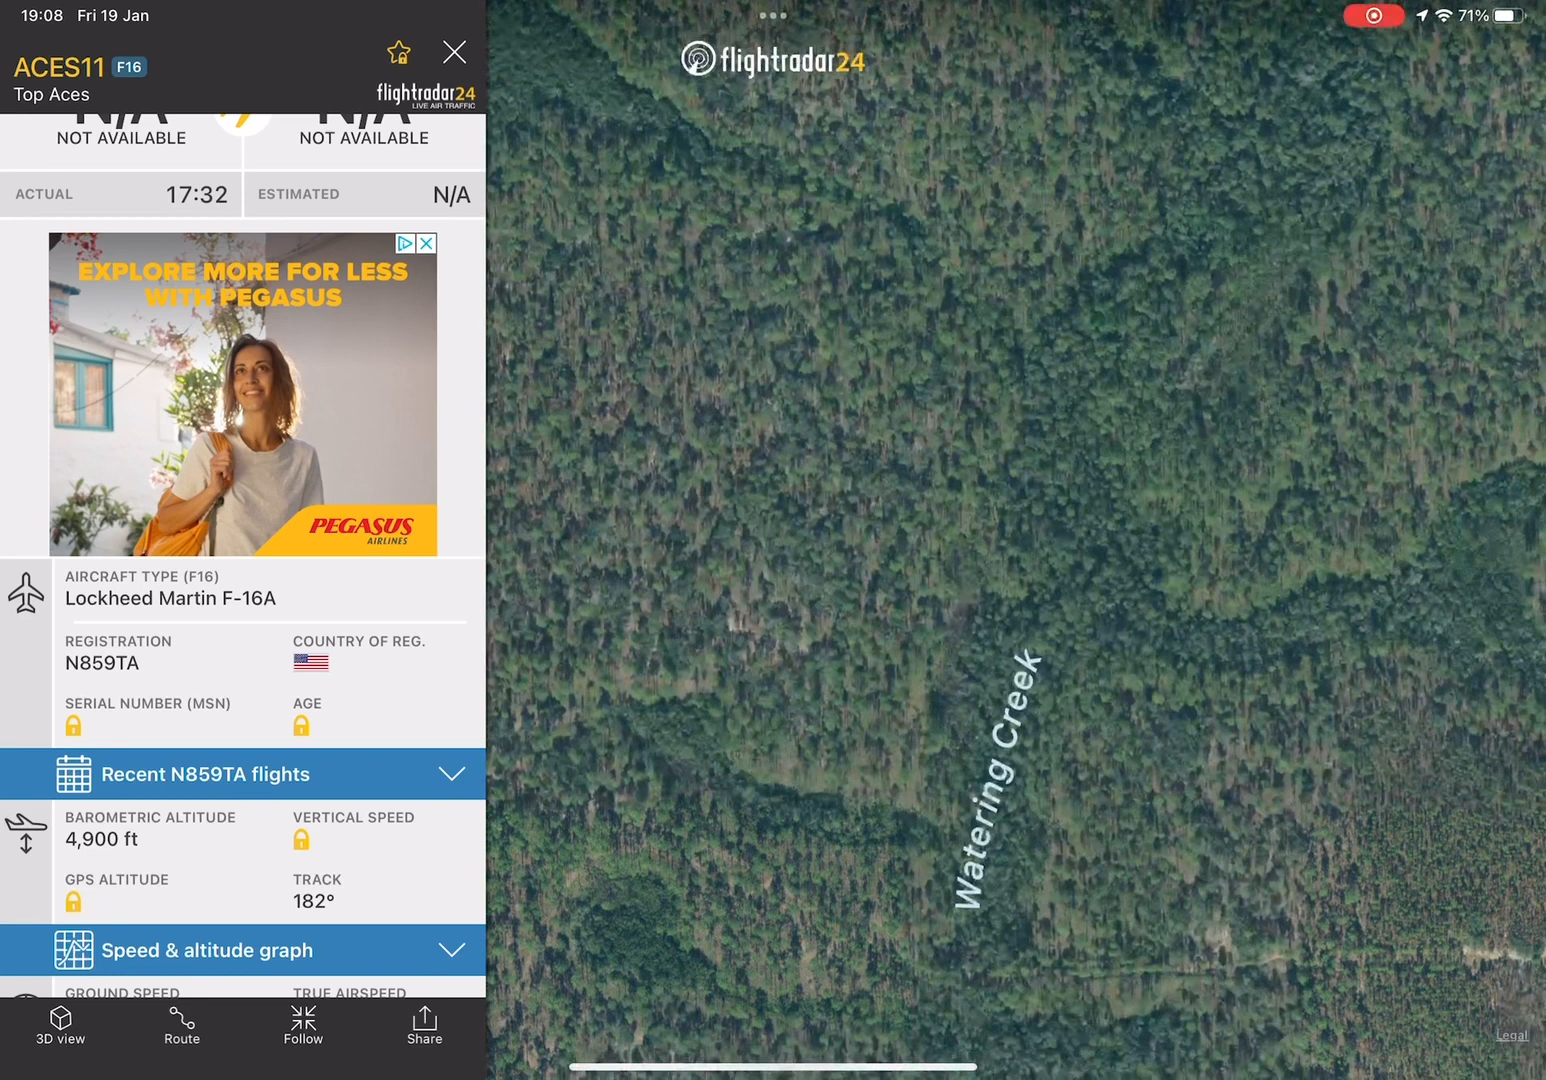 19:08 Fri 19 Jan
71%
ACES11 F16
Top Aces
flightradar24
LIVE AIR TRAFFIC
flightradar24
N/A N/A
NOT AVAILABLE NOT AVAILABLE
ACTUAL 17:32 ESTIMATED N/A
EXPLORE MORE FOR LESS
WITH PEGASUS
PEGASUS
AIRLINES
AIRCRAFT TYPE (F16)
Lockheed Martin F-16A
REGISTRATION COUNTRY OF REG.
N859TA
SERIAL NUMBER (MSN) AGE
Recent N859TA flights
BAROMETRIC ALTITUDE VERTICAL SPEED
4,900 ft
GPS ALTITUDE TRACK
182°
Speed & altitude graph
GROUND SPEED TRUE AIRSPEED
3D view Route Follow Share
Watering Creek
Legal